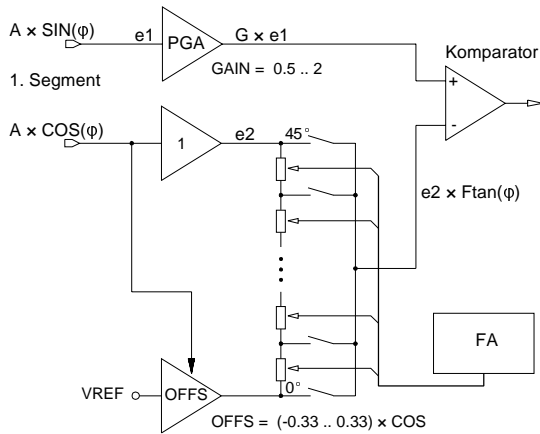 A × SIN(φ)
e1
PGA
G × e1
GAIN = 0.5 .. 2
Komparator
1. Segment
+
-
A × COS(φ)
1
e2
45°
e2 × Ftan(φ)
FA
0°
VREF
OFFS
OFFS = (-0.33 .. 0.33) × COS